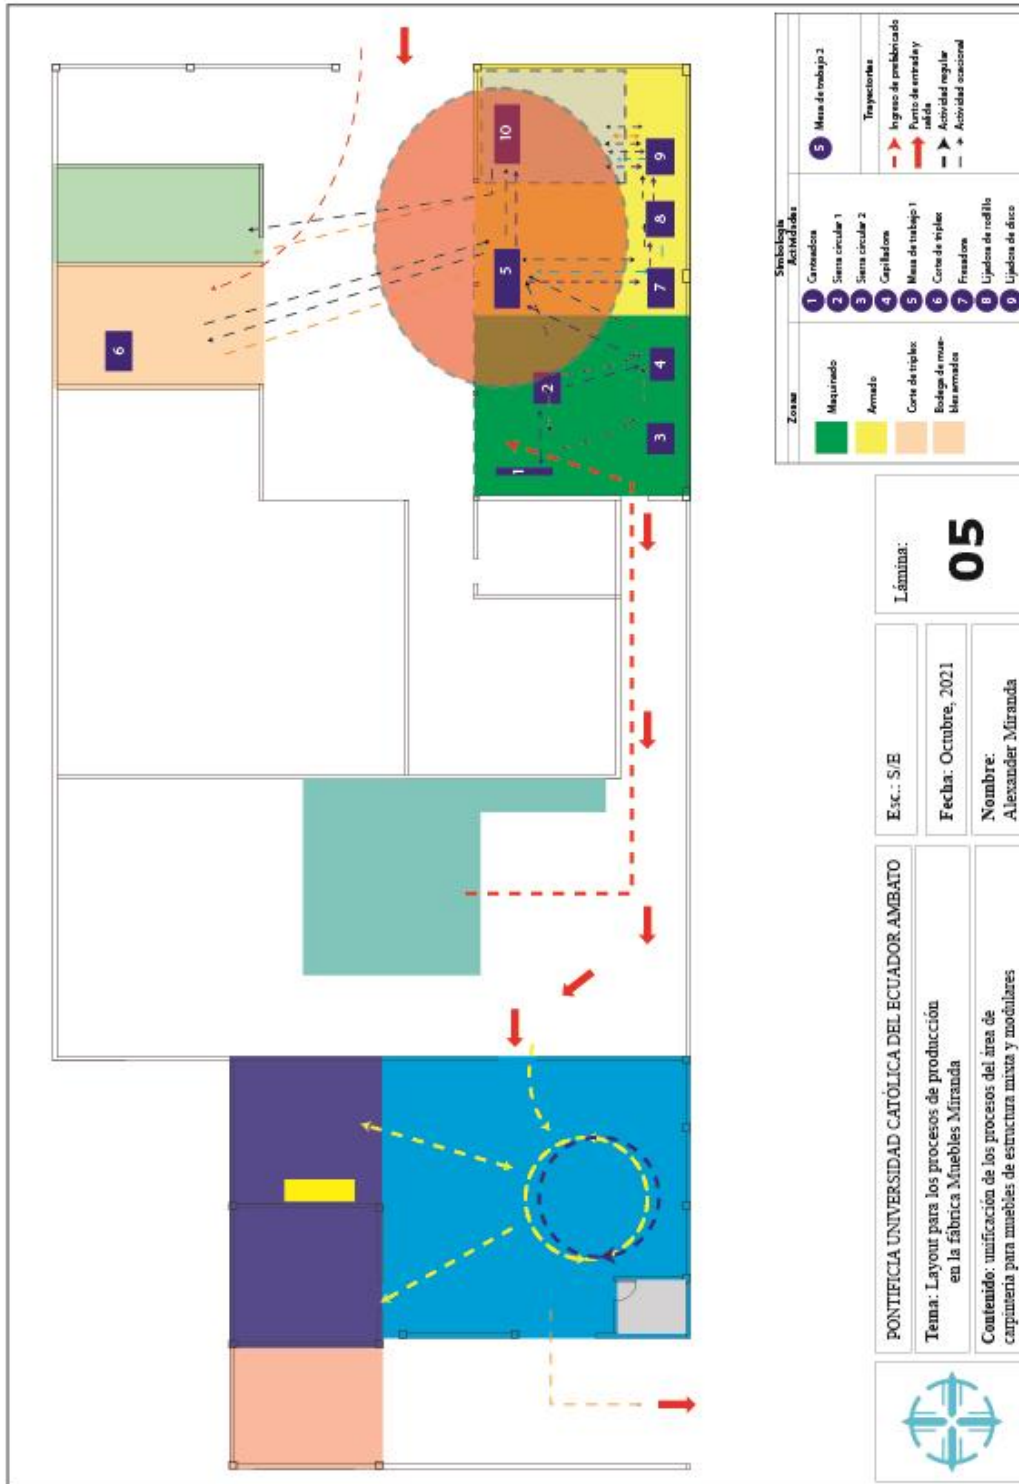 10
9
8
7
5
6
4
2
3
1
Simbología
Zonas
Actividades
Maquinado
Armado
Corte de triplex
Bodega de mue-
bles armados
1 Canteadora
2 Sierra circular 1
3 Sierra circular 2
4 Cepilladora
5 Mesa de trabajo 1
6 Corte de triplex
7 Fresadora
8 Lijadora de rodillo
9 Lijadora de disco
5 Mesa de trabajo 2
Trayectorias
Ingreso de prefabricado
Punto de entrada y
salida
Actividad regular
Actividad ocacional
PONTIFICIA UNIVERSIDAD CATÓLICA DEL ECUADOR AMBATO
Tema: Layout para los procesos de producción
en la fábrica Muebles Miranda
Contenido: unificación de los procesos del área de
carpintería para muebles de estructura mixta y modulares
Esc.: S/E
Fecha: Octubre, 2021
Nombre:
Alexander Miranda
Lámina:
05